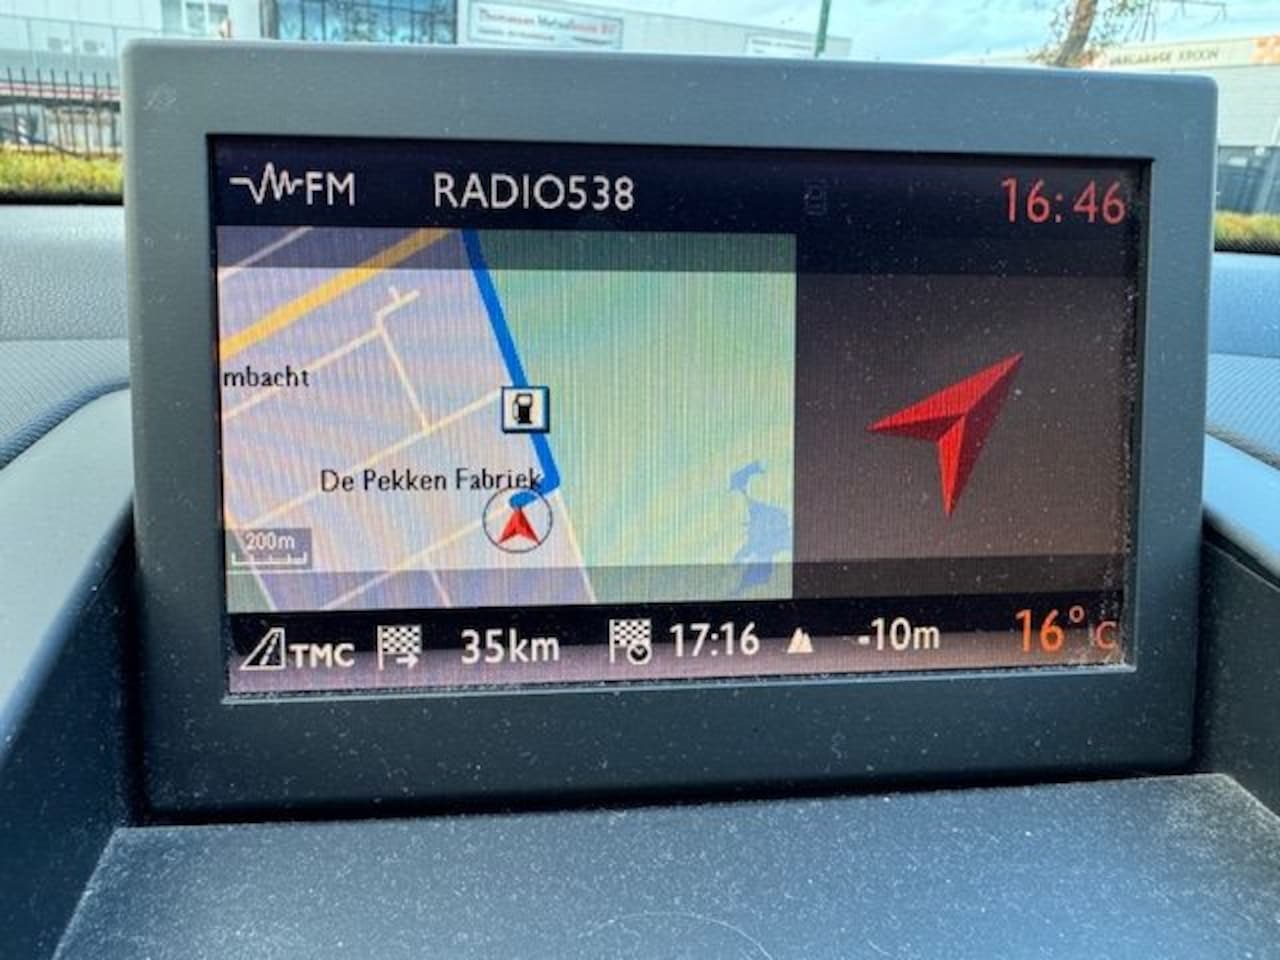 FM RADIO538 16:46
mbacht
De Pekken Fabriek
200m
TMC 35km 17:16 -10m 16°C